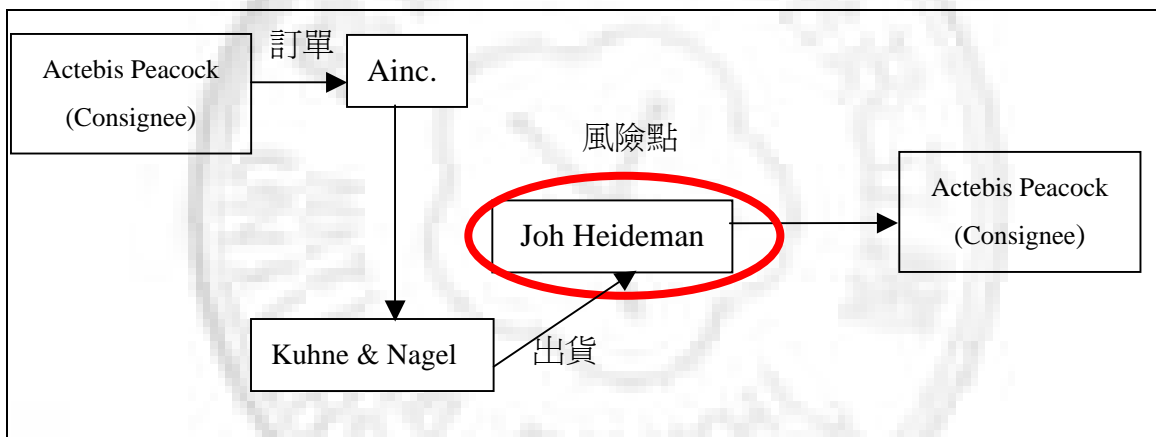 Actebis Peacock
(Consignee)
訂單
Ainc.
風險點
Joh Heideman
Actebis Peacock
(Consignee)
Kuhne & Nagel
出貨